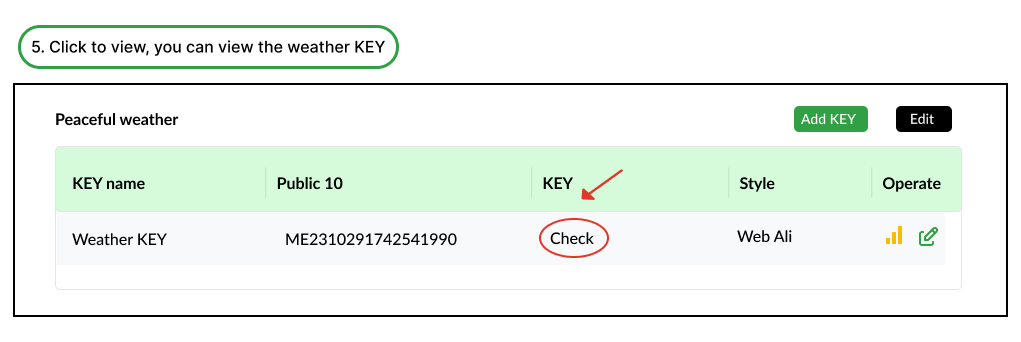 5. Click to view, you can view the weather KEY
Peaceful weather
Add KEY
Edit
KEY name
Public 10
KEY
Style
Operate
Weather KEY
ME2310291742541990
Check
Web Ali